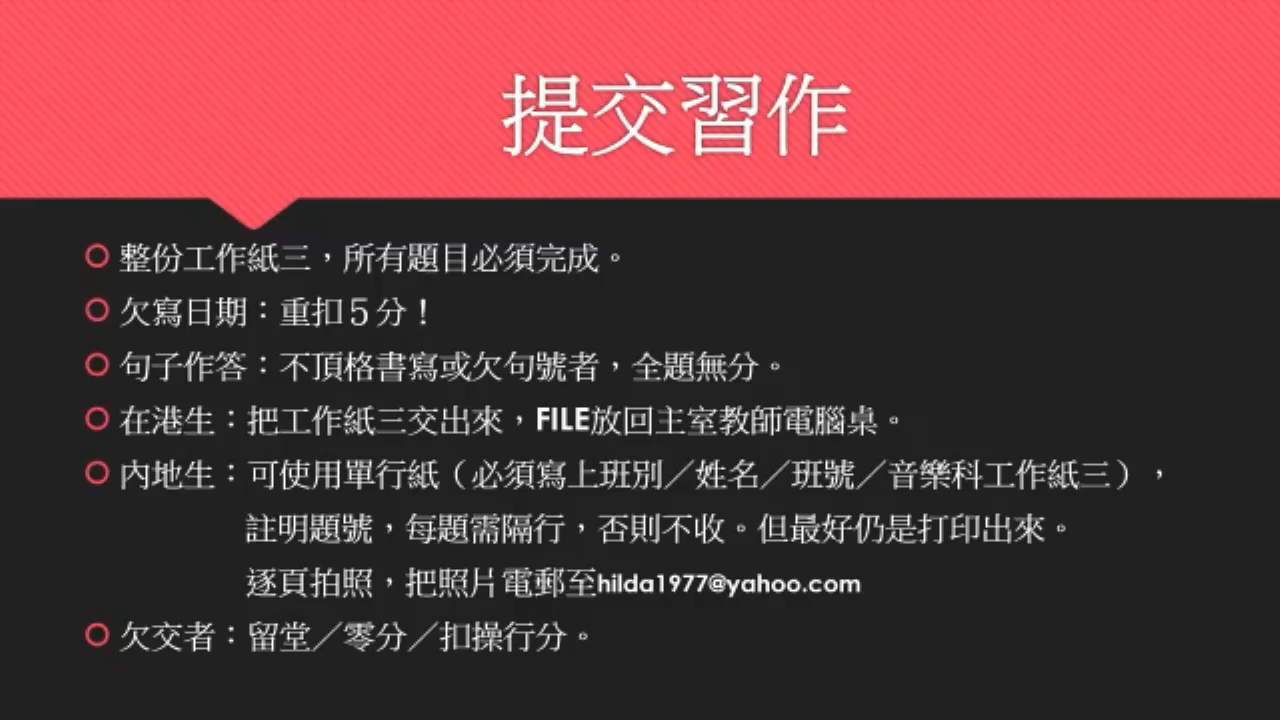 提交習作
整份工作紙三，所有題目必須完成。
欠寫日期：重扣５分！
句子作答：不頂格書寫或欠句號者，全題無分。
在港生：把工作紙三交出來，FILE放回主室教師電腦桌。
內地生：可使用單行紙（必須寫上班別／姓名／班號／音樂科工作紙三），
註明題號，每題需隔行，否則不收。但最好仍是打印出來。
逐頁拍照，把照片電郵至hilda1977@yahoo.com
欠交者：留堂／零分／扣操行分。